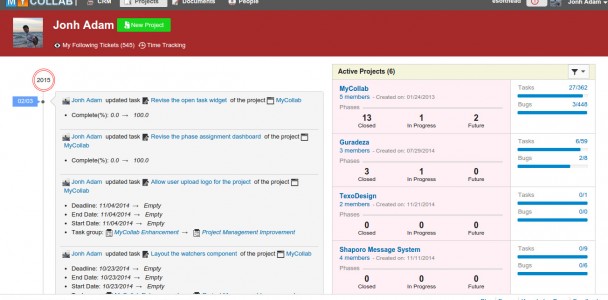 MYCOLLAB
CRM
Projects
Documents
People
Jonh Adam
Jonh Adam
New Project
My Following Tickets (545)
Time Tracking
2015
02/03
Jonh Adam updated task Revise the open task widget of the project MyCollab
Complete(%): 0.0 → 100.0
Jonh Adam updated task Revise the phase assignment dashboard of the project
MyCollab
Complete(%): 0.0 → 100.0
Jonh Adam updated task Allow user upload logo for the project of the project
MyCollab
Deadline: 11/04/2014 → Empty
End Date: 11/04/2014 → Empty
Start Date: 11/04/2014 → Empty
Task group: MyCollab Enhancement → Project Management Improvement
Jonh Adam updated task Layout the watchers component of the project MyCollab
Deadline: 10/23/2014 → Empty
End Date: 10/23/2014 → Empty
Start Date: 10/23/2014 → Empty
Active Projects (6)
MyCollab
5 members - Created on: 01/24/2013
Phases
13 1 2
Closed In Progress Future
Tasks 27/362
Bugs 3/448
Guradeza
3 members - Created on: 07/29/2014
Phases
3 1 0
Closed In Progress Future
Tasks 6/59
Bugs 2/8
TexoDesign
2 members - Created on: 11/21/2014
Phases
0 0 0
Closed In Progress Future
Tasks 0/1
Bugs 0/0
Shaporo Message System
4 members - Created on: 11/11/2014
Phases
0 0 0
Closed In Progress Future
Tasks 0/9
Bugs 0/6